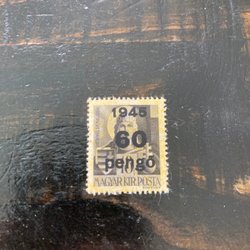 1945
60
pengő
MAGYAR KIR. POSTA